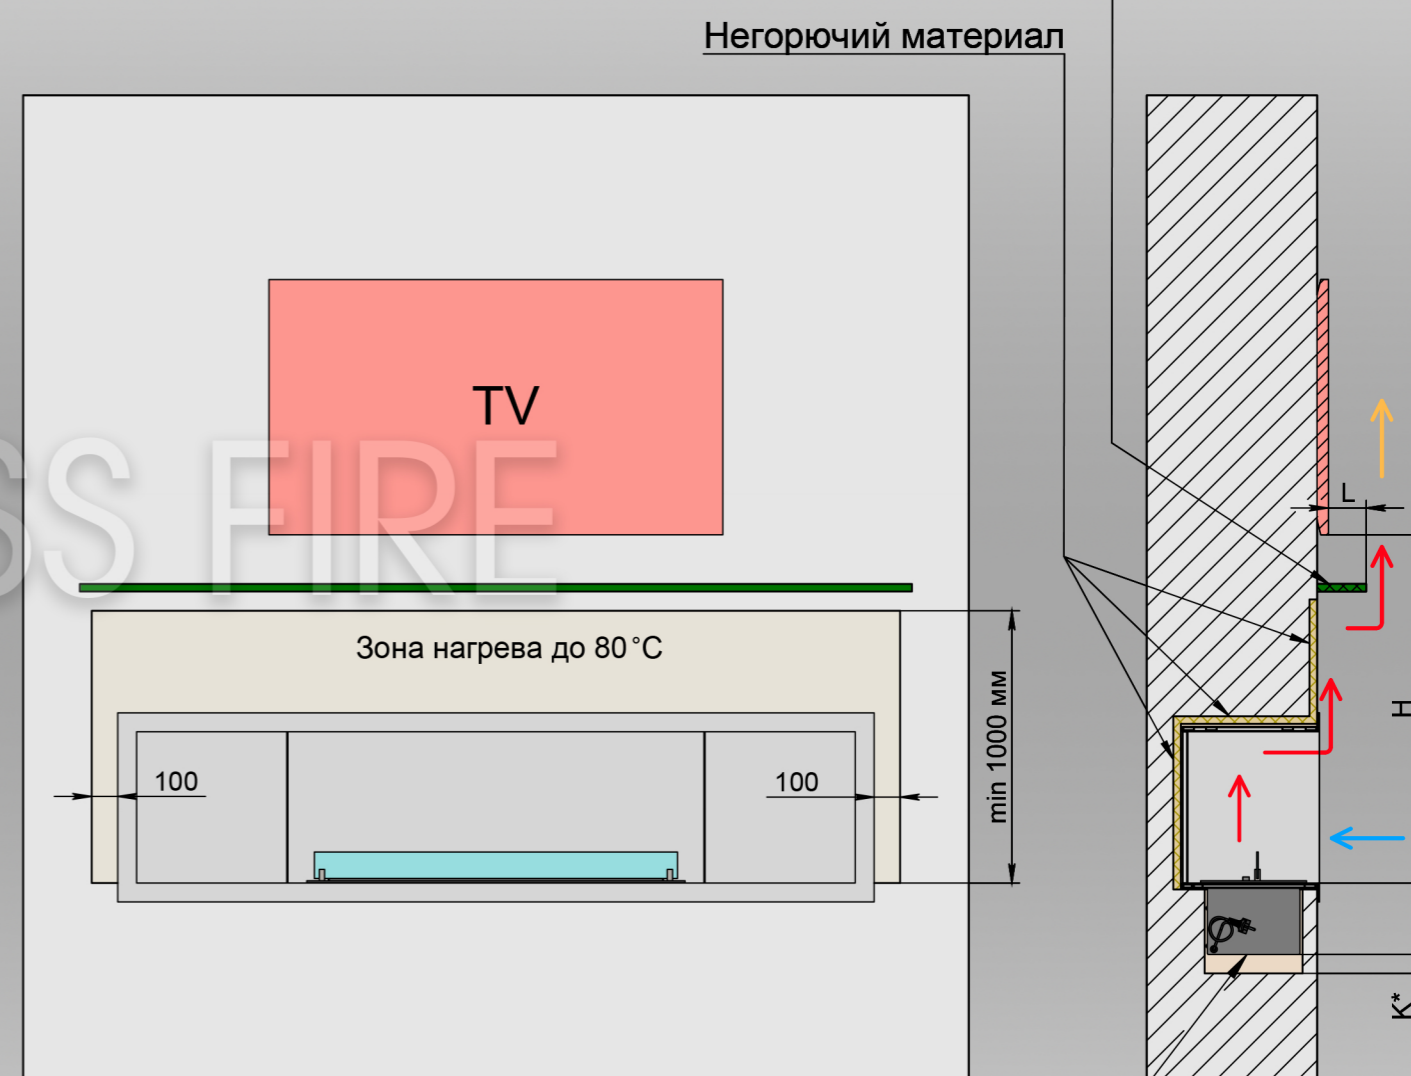 Негорючий материал
TV
L
SS FIRE
Зона нагрева до 80°C
min 1000 мм
H
100
100
K*